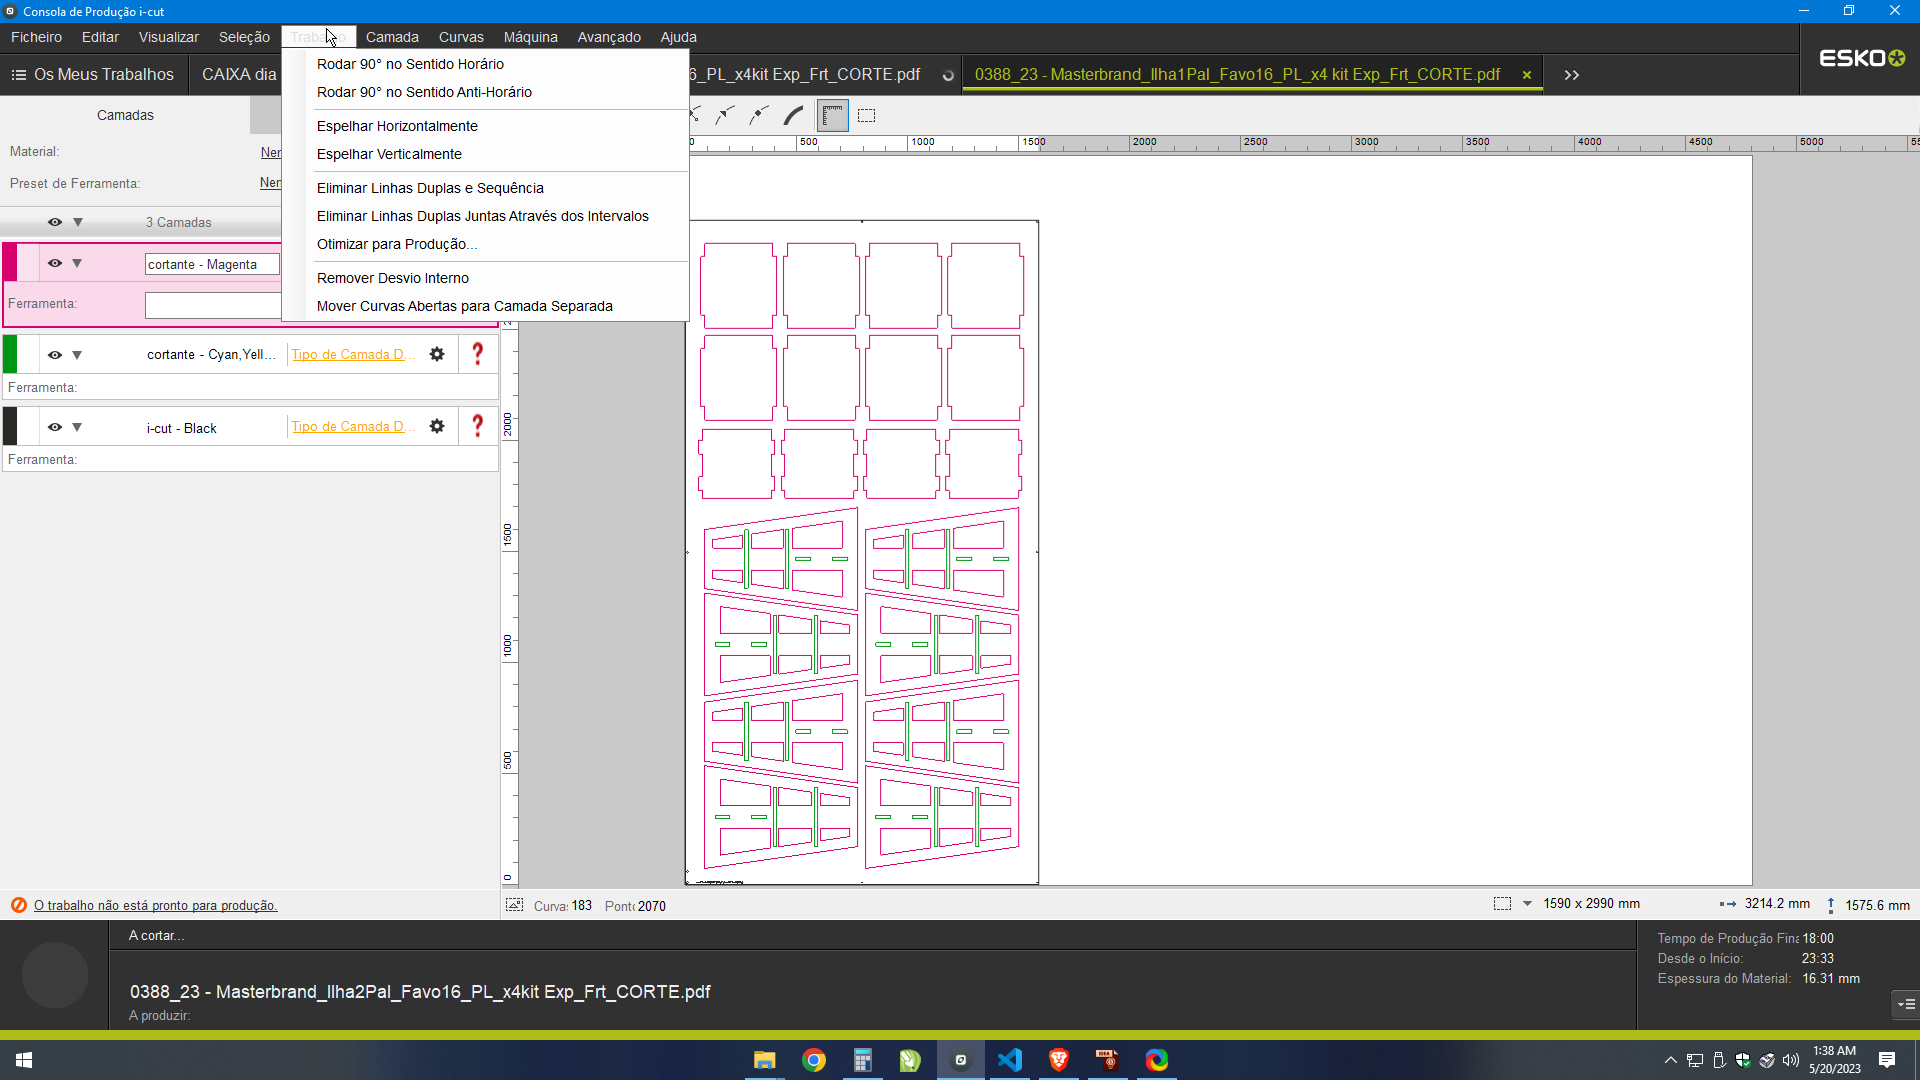 Consola de Produção i-cut
Ficheiro Editar Visualizar Seleção Trabalho Camada Curvas Máquina Avançado Ajuda
Os Meus Trabalhos CAIXA dia 6_PL_x4kit Exp_Frt_CORTE.pdf 0388_23 - Masterbrand_Ilha1Pal_Favo16_PL_x4 kit Exp_Frt_CORTE.pdf × >>
ESKO
Camadas
Material: Ner
Preset de Ferramenta: Nen
3 Camadas
cortante - Magenta
Ferramenta:
cortante - Cyan,Yell... Tipo de Camada D... ?
Ferramenta:
i-cut - Black Tipo de Camada D... ?
Ferramenta:
Rodar 90° no Sentido Horário
Rodar 90° no Sentido Anti-Horário
Espelhar Horizontalmente
Espelhar Verticalmente
Eliminar Linhas Duplas e Sequência
Eliminar Linhas Duplas Juntas Através dos Intervalos
Otimizar para Produção...
Remover Desvio Interno
Mover Curvas Abertas para Camada Separada
0 500 1000 1500 2000 2500 3000 3500 4000 4500 5000 55
2000
1500
1000
500
0
O trabalho não está pronto para produção.
Curva: 183 Ponto 2070
1590 x 2990 mm 3214.2 mm 1575.6 mm
A cortar...
0388_23 - Masterbrand_Ilha2Pal_Favo16_PL_x4kit Exp_Frt_CORTE.pdf
A produzir:
Tempo de Produção Fina 18:00
Desde o Início: 23:33
Espessura do Material: 16.31 mm
1:38 AM
5/20/2023